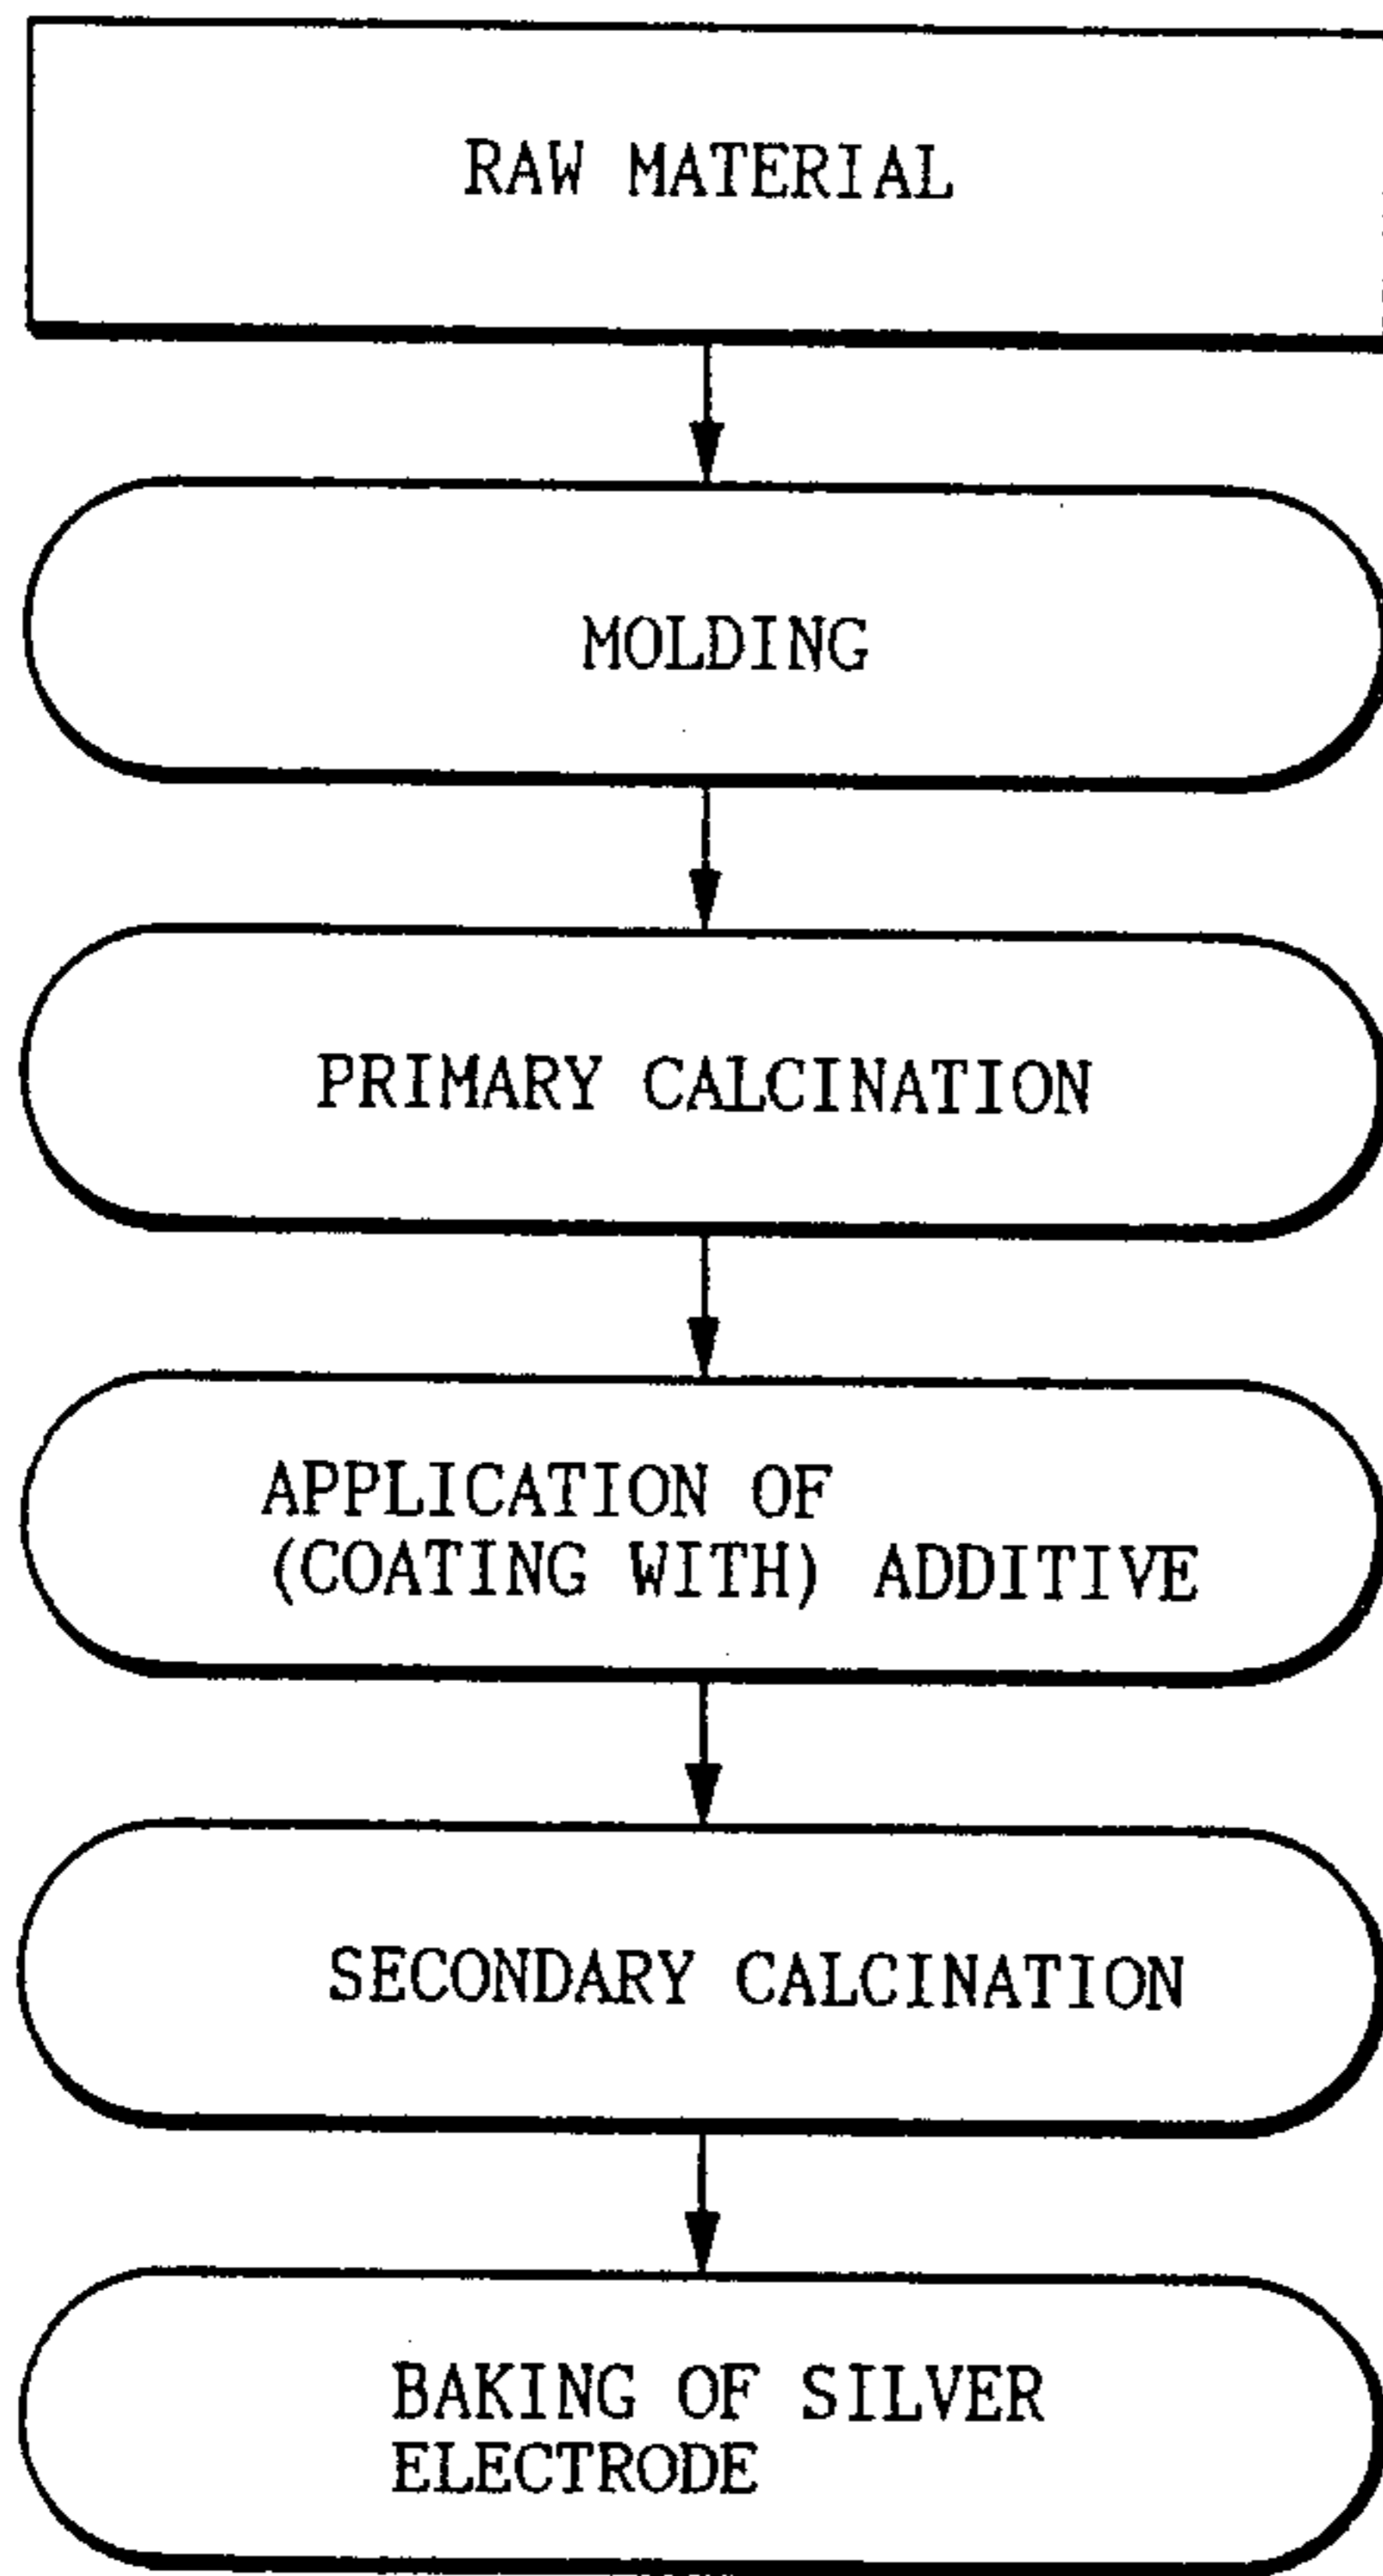 RAW MATERIAL
MOLDING
PRIMARY CALCINATION
APPLICATION OF
(COATING WITH) ADDITIVE
SECONDARY CALCINATION
BAKING OF SILVER
ELECTRODE